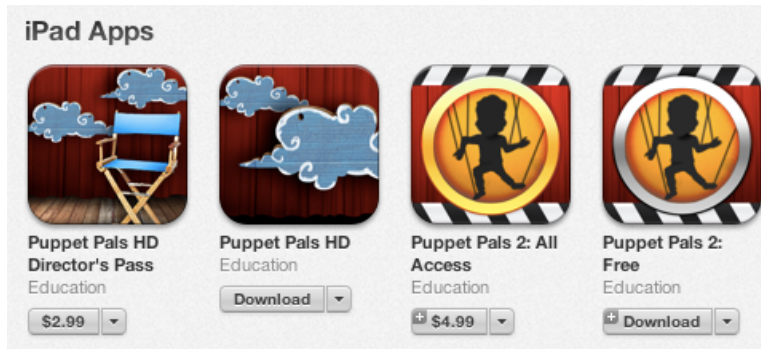 iPad Apps
Puppet Pals HD
Director's Pass
Education
$2.99
Puppet Pals HD
Education
Download
Puppet Pals 2: All
Access
Education
+ $4.99
Puppet Pals 2:
Free
Education
+ Download